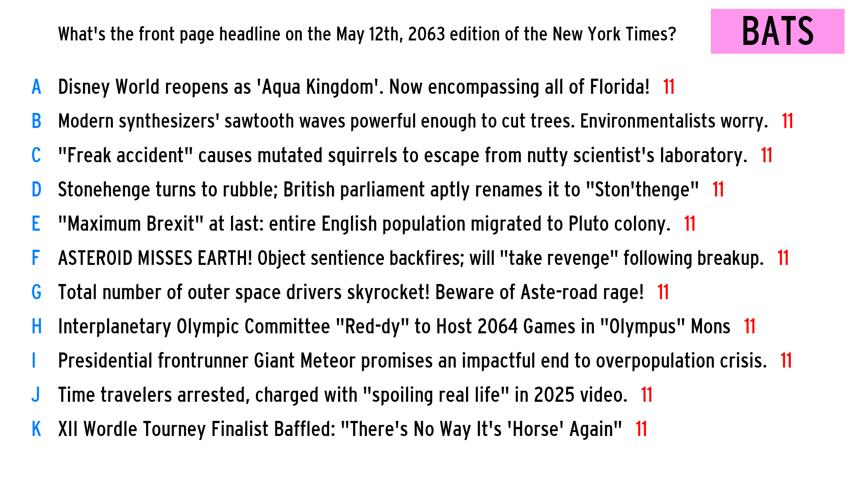 What's the front page headline on the May 12th, 2063 edition of the New York Times?
BATS
A Disney World reopens as 'Aqua Kingdom'. Now encompassing all of Florida! 11
B Modern synthesizers' sawtooth waves powerful enough to cut trees. Environmentalists worry. 11
C "Freak accident" causes mutated squirrels to escape from nutty scientist's laboratory. 11
D Stonehenge turns to rubble; British parliament aptly renames it to "Ston'thenge" 11
E "Maximum Brexit" at last: entire English population migrated to Pluto colony. 11
F ASTEROID MISSES EARTH! Object sentience backfires; will "take revenge" following breakup. 11
G Total number of outer space drivers skyrocket! Beware of Aste-road rage! 11
H Interplanetary Olympic Committee "Red-dy" to Host 2064 Games in "Olympus" Mons 11
I Presidential frontrunner Giant Meteor promises an impactful end to overpopulation crisis. 11
J Time travelers arrested, charged with "spoiling real life" in 2025 video. 11
K XII Wordle Tourney Finalist Baffled: "There's No Way It's 'Horse' Again" 11